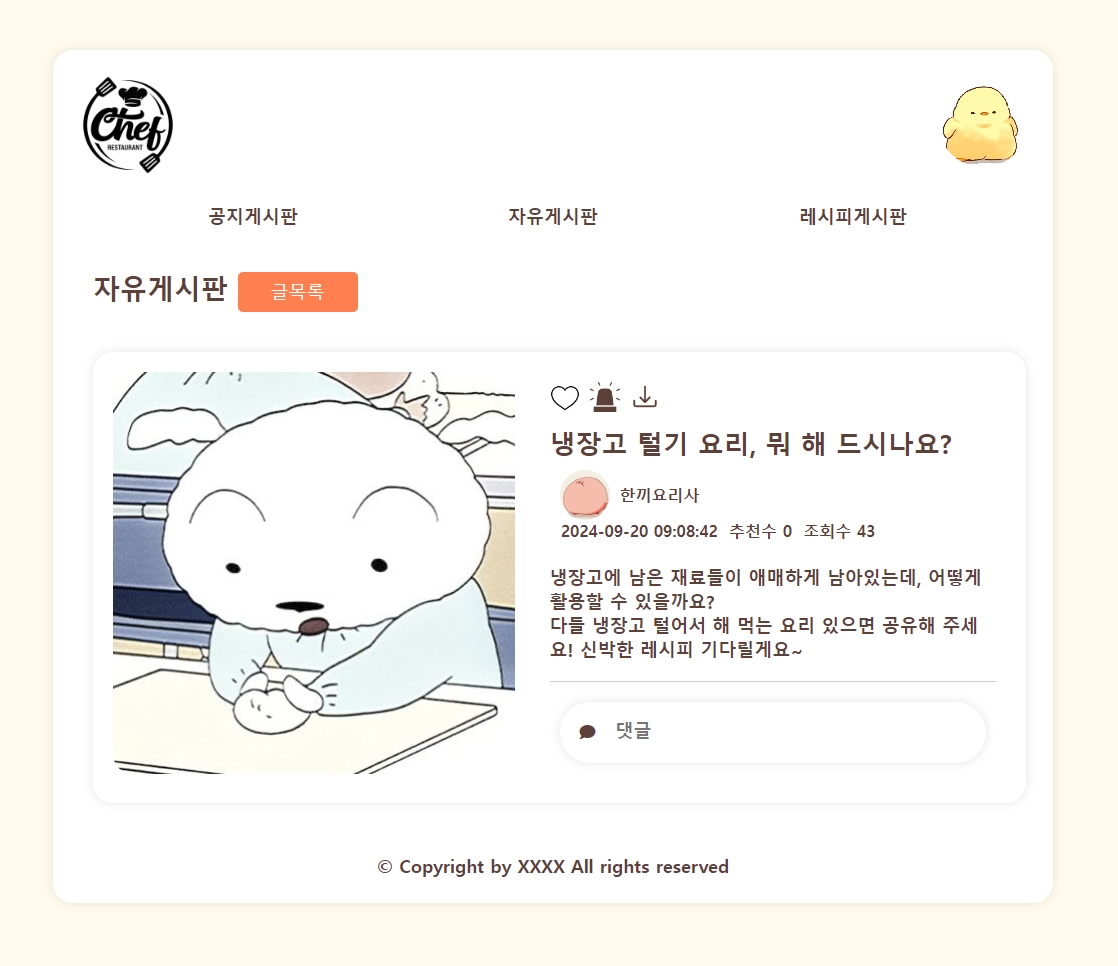 Chef
RESTAURANT
공지게시판 자유게시판 레시피게시판
자유게시판 글목록
냉장고 털기 요리, 뭐 해 드시나요?
한끼요리사
2024-09-20 09:08:42 추천수 0 조회수 43
냉장고에 남은 재료들이 애매하게 남아있는데, 어떻게
활용할 수 있을까요?
다들 냉장고 털어서 해 먹는 요리 있으면 공유해 주세
요! 신박한 레시피 기다릴게요~
댓글
© Copyright by XXXX All rights reserved